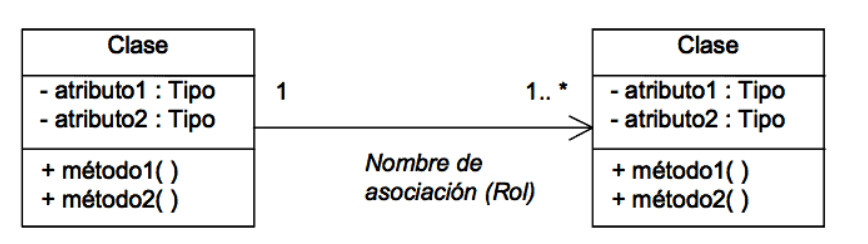 Clase
- atributo1 : Tipo
- atributo2 : Tipo
+ método1( )
+ método2( )
1
1.. *
Nombre de
asociación (Rol)
Clase
- atributo1 : Tipo
- atributo2 : Tipo
+ método1( )
+ método2( )